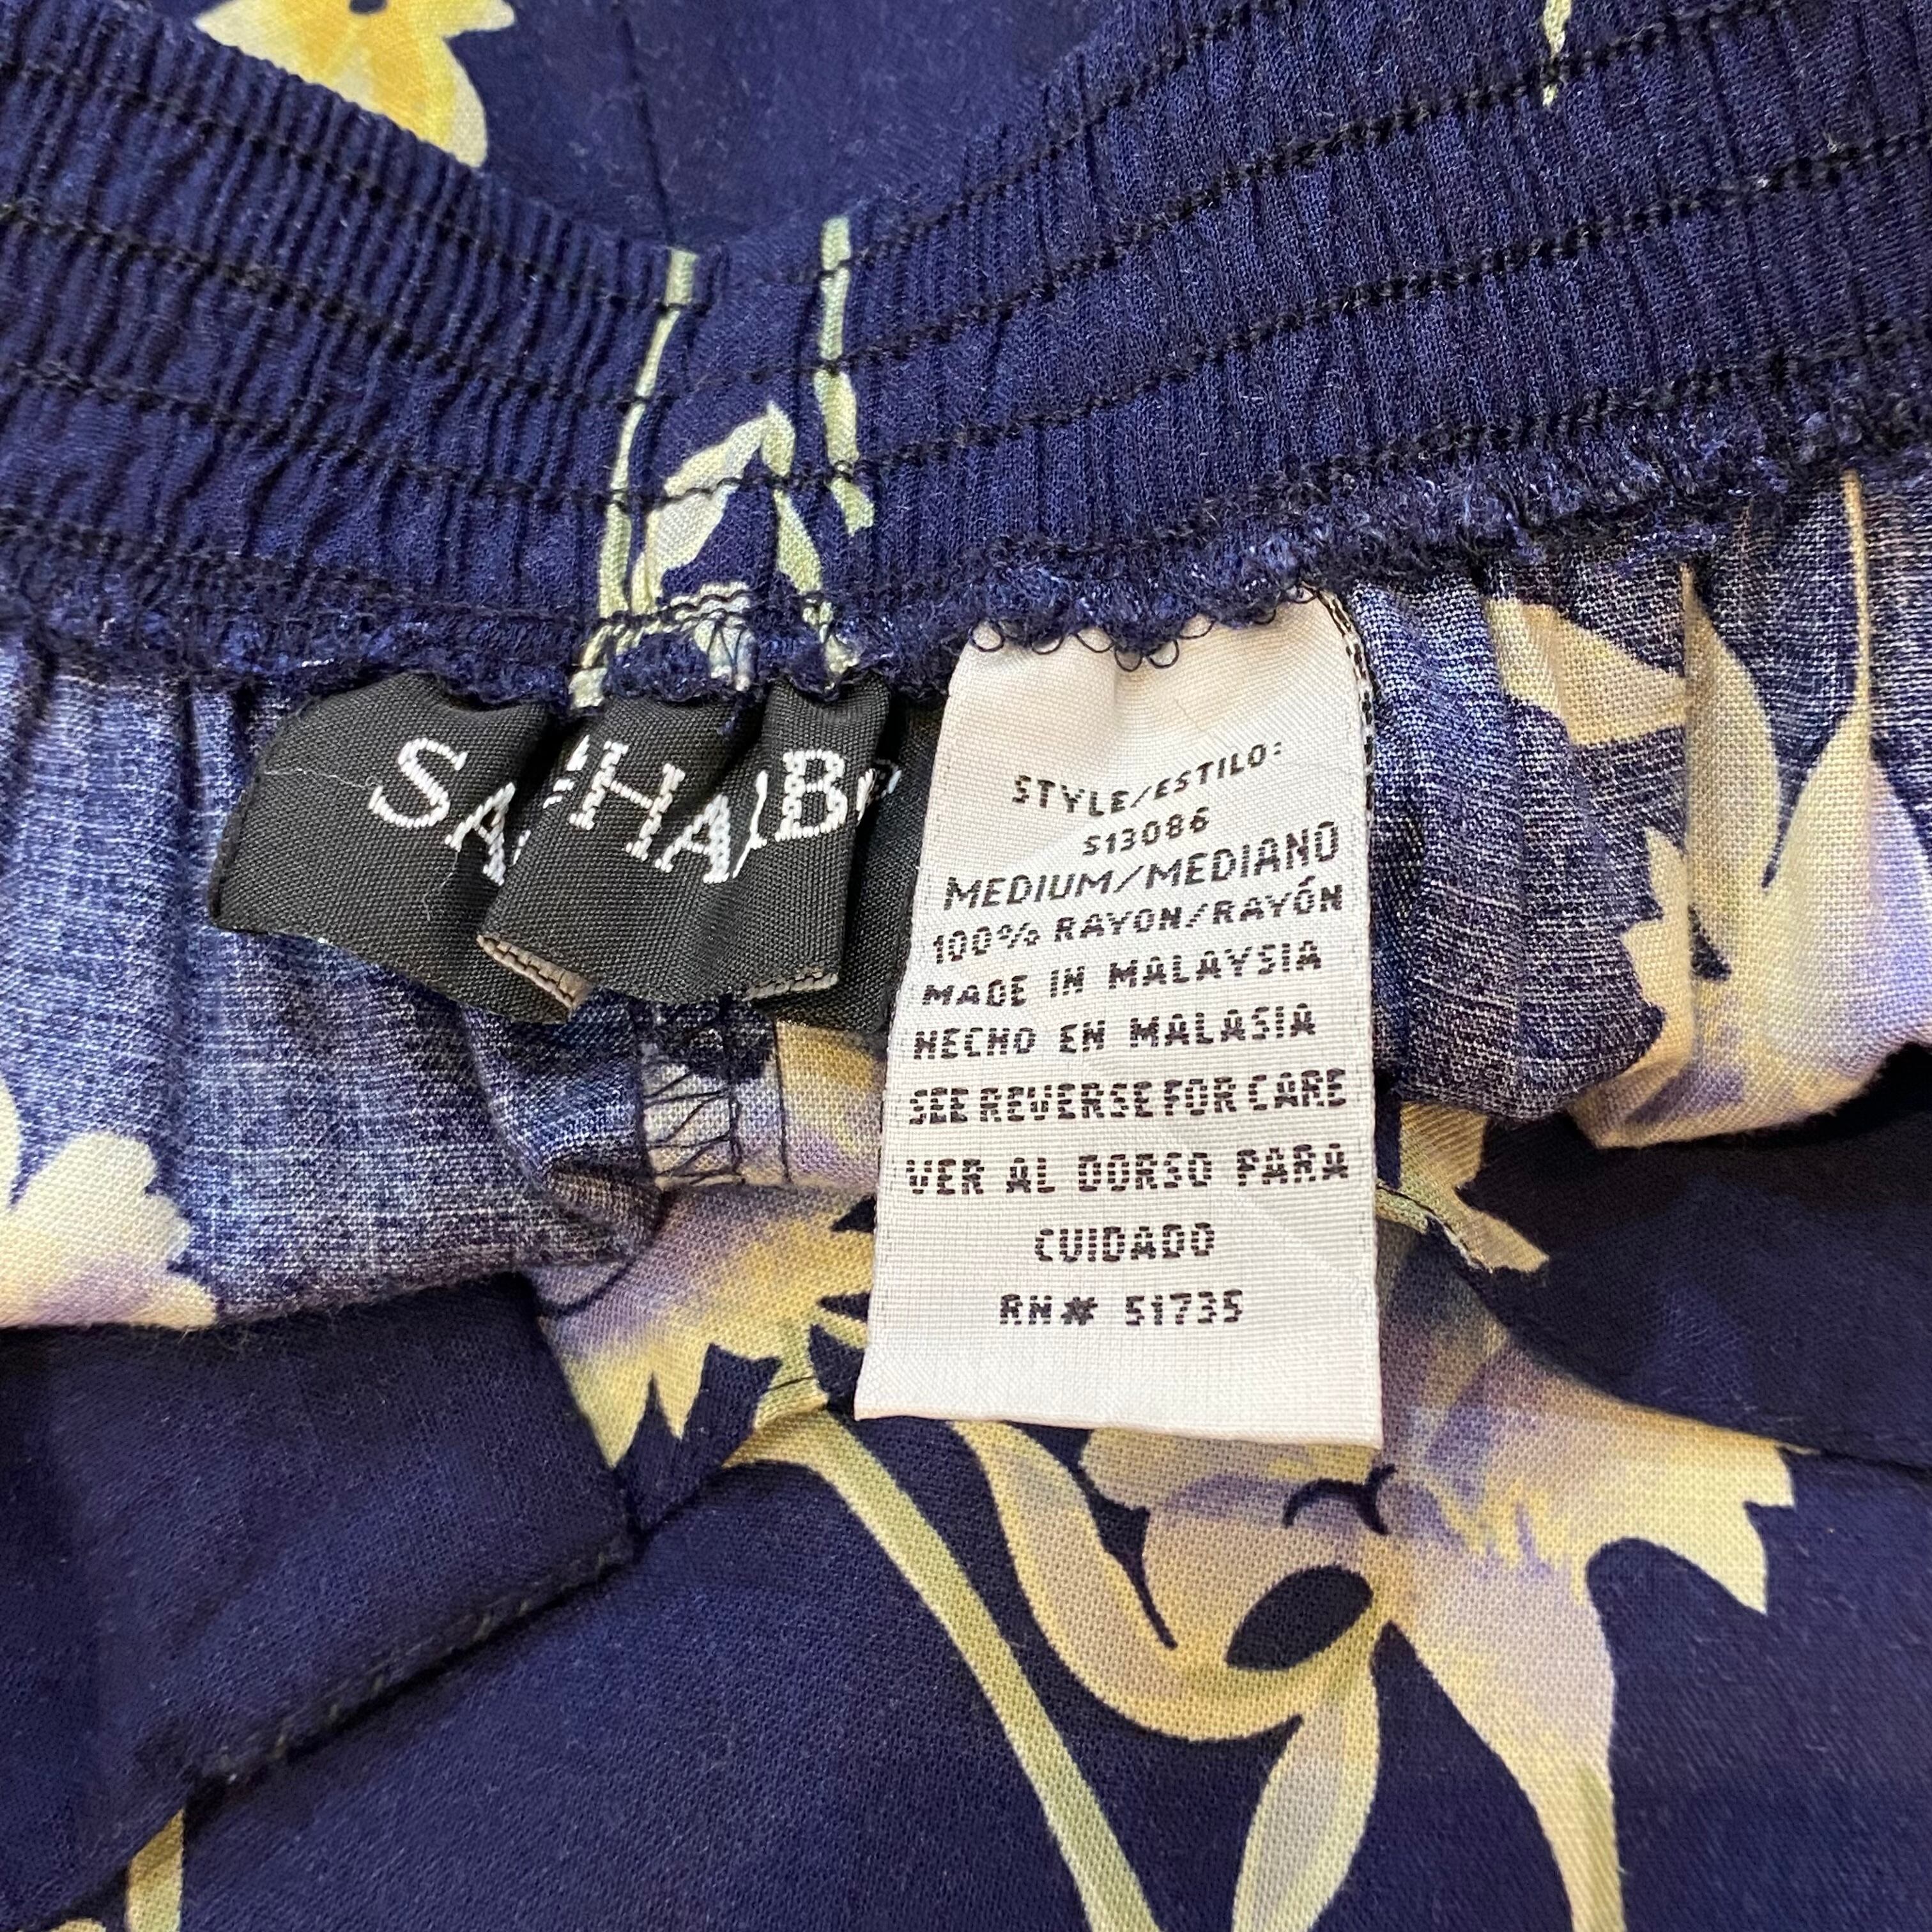 STYLE/ESTILO:
S13086
MEDIUM/MEDIANO
100% RAYON/RAYÓN
MADE IN MALAYSIA
HECHO EN MALASIA
SEE REVERSE FOR CARE
VER AL DORSO PARA
CUIDADO
RN# 51735